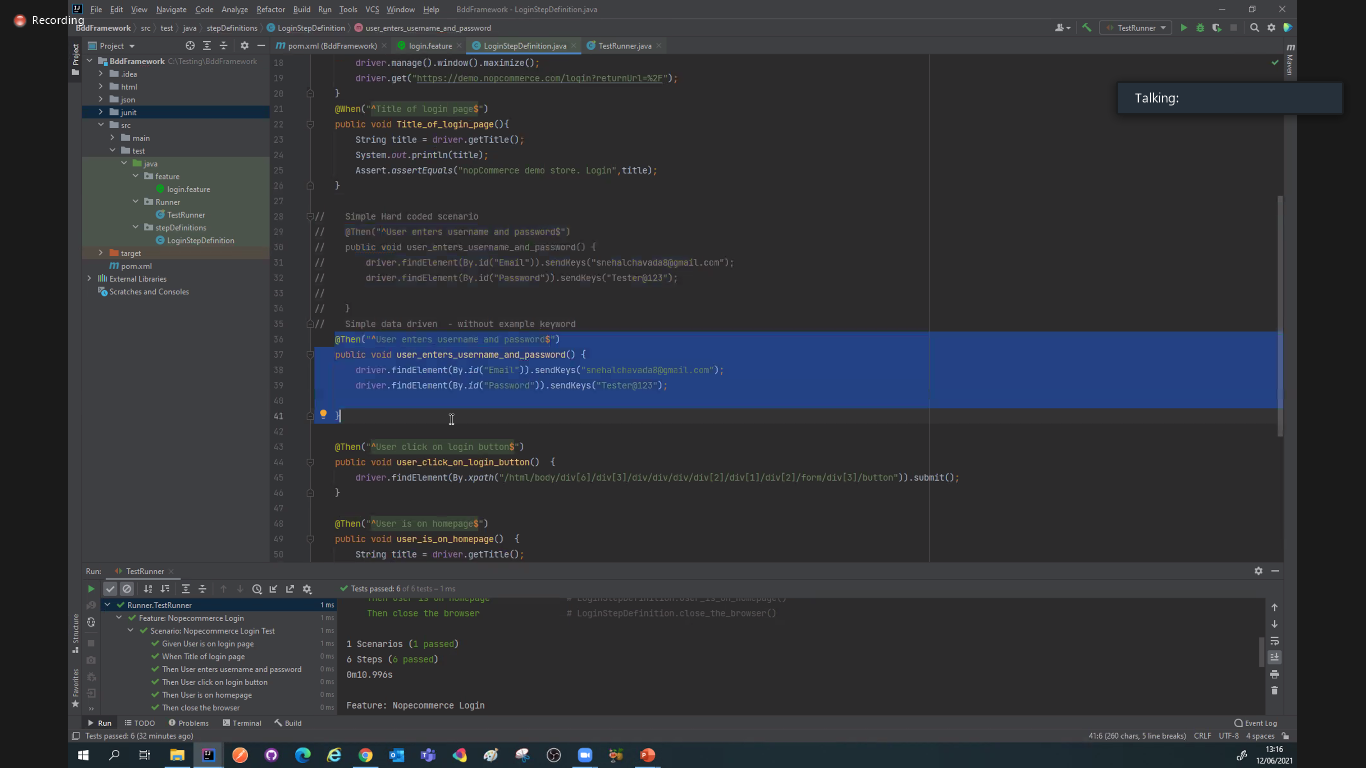 Recording
File Edit View Navigate Code Analyze Refactor Build Run Tools VCS Window Help BddFramework - LoginStepDefinition.java
BddFramework src test java stepDefinitions LoginStepDefinition user_enters_username_and_password TestRunner
Project pom.xml (BddFramework) login.feature LoginStepDefinition.java TestRunner.java
Project
Maven
Talking:
BddFramework C:\Testing\BddFramework
.idea
html
json
junit
src
main
test
java
feature
login.feature
Runner
TestRunner
stepDefinitions
LoginStepDefinition
target
pom.xml
External Libraries
Scratches and Consoles
18 driver.manage().window().maximize();
19 driver.get("https://demo.nopcommerce.com/login?returnUrl=%2F");
20 }
21 @When("^Title of login page$")
22 public void Title_of_login_page(){
23 String title = driver.getTitle();
24 System.out.println(title);
25 Assert.assertEquals("nopCommerce demo store. Login",title);
26 }
27
28 // Simple Hard coded scenario
29 // @Then("^User enters username and password$")
30 // public void user_enters_username_and_password() {
31 // driver.findElement(By.id("Email")).sendKeys("snehalchavada8@gmail.com");
32 // driver.findElement(By.id("Password")).sendKeys("Tester@123");
33 //
34 // }
35 // Simple data driven - without example keyword
36 @Then("^User enters username and password$")
37 public void user_enters_username_and_password() {
38 driver.findElement(By.id("Email")).sendKeys("snehalchavada8@gmail.com");
39 driver.findElement(By.id("Password")).sendKeys("Tester@123");
40
41 }
42
43 @Then("^User click on login button$")
44 public void user_click_on_login_button() {
45 driver.findElement(By.xpath("/html/body/div[6]/div[3]/div/div/div/div[2]/div[1]/div[2]/form/div[3]/button")).submit();
46 }
47
48 @Then("^User is on homepage$")
49 public void user_is_on_homepage() {
50 String title = driver.getTitle();
Run: TestRunner
Tests passed: 6 of 6 tests – 1 ms
Runner.TestRunner 1 ms
Feature: Nopecommerce Login 1 ms
Scenario: Nopecommerce Login Test 1 ms
Given User is on login page 1 ms
When Title of login page 0 ms
Then User enters username and password 0 ms
Then User click on login button 0 ms
Then User is on homepage 0 ms
Then close the browser 0 ms
Then user is on homepage # LoginStepDefinition.user_is_on_homepage()
Then close the browser # LoginStepDefinition.close_the_browser()
1 Scenarios (1 passed)
6 Steps (6 passed)
0m10.996s
Feature: Nopecommerce Login
Structure
Favorites
Run TODO Problems Terminal Build Event Log
Tests passed: 6 (32 minutes ago) 41:6 (260 chars, 5 line breaks) CRLF UTF-8 4 spaces
13:16
12/06/2021